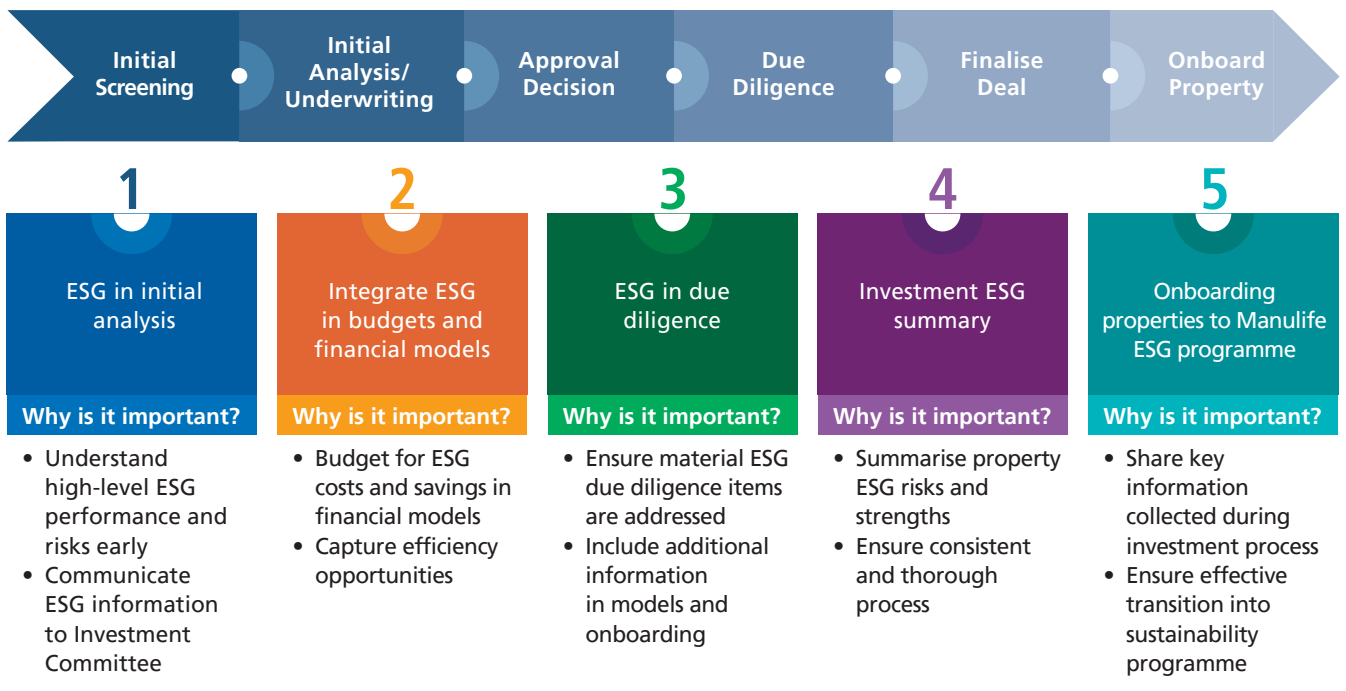 Initial
Screening
Initial
Analysis/
Underwriting
Approval
Decision
Due
Diligence
Finalise
Deal
Onboard
Property
1
ESG in initial
analysis
Why is it important?
• Understand
high-level ESG
performance and
risks early
• Communicate
ESG information
to Investment
Committee
2
Integrate ESG
in budgets and
financial models
Why is it important?
• Budget for ESG
costs and savings in
financial models
• Capture efficiency
opportunities
3
ESG in due
diligence
Why is it important?
• Ensure material ESG
due diligence items
are addressed
• Include additional
information
in models and
onboarding
4
Investment ESG
summary
Why is it important?
• Summarise property
ESG risks and
strengths
• Ensure consistent
and thorough
process
5
Onboarding
properties to Manulife
ESG programme
Why is it important?
• Share key
information
collected during
investment process
• Ensure effective
transition into
sustainability
programme